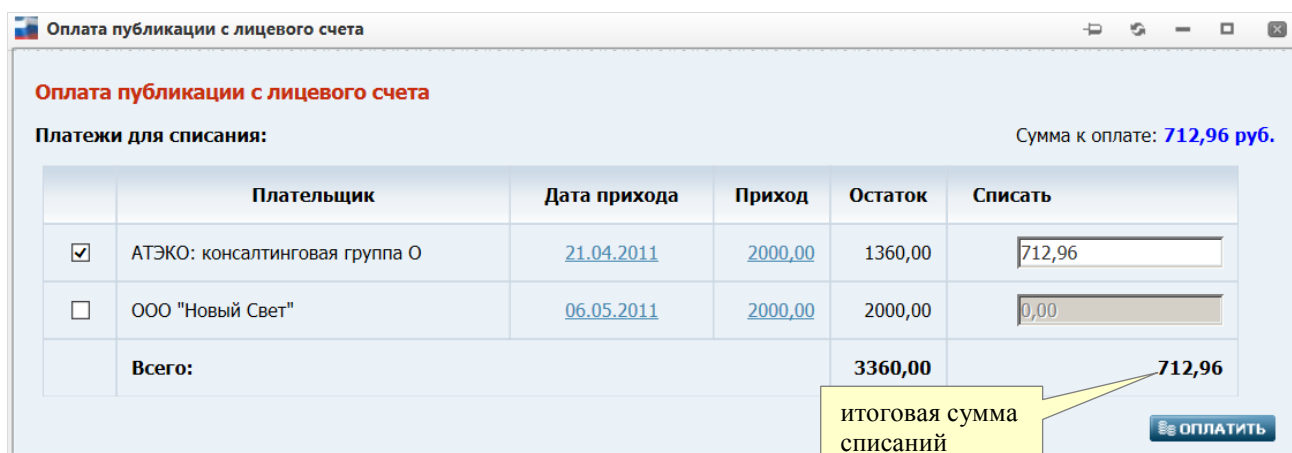 Оплата публикации с лицевого счета
Оплата публикации с лицевого счета
Платежи для списания: Сумма к оплате: 712,96 руб.
Плательщик Дата прихода Приход Остаток Списать
АТЭКО: консалтинговая группа О 21.04.2011 2000,00 1360,00 712,96
ООО "Новый Свет" 06.05.2011 2000,00 2000,00 0,00
Всего: 3360,00 712,96
итоговая сумма
списаний
ОПЛАТИТЬ